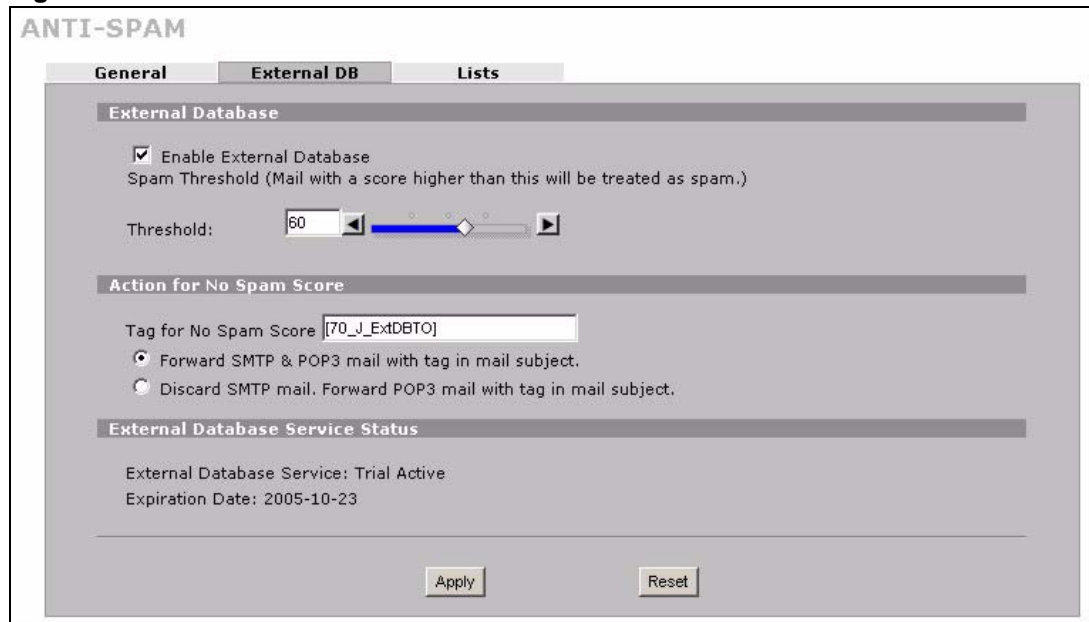 ANTI-SPAM
General External DB Lists
External Database
Enable External Database
Spam Threshold (Mail with a score higher than this will be treated as spam.)
Threshold: 60
Action for No Spam Score
Tag for No Spam Score [70_J_ExtDBTO]
Forward SMTP & POP3 mail with tag in mail subject.
Discard SMTP mail. Forward POP3 mail with tag in mail subject.
External Database Service Status
External Database Service: Trial Active
Expiration Date: 2005-10-23
Apply Reset